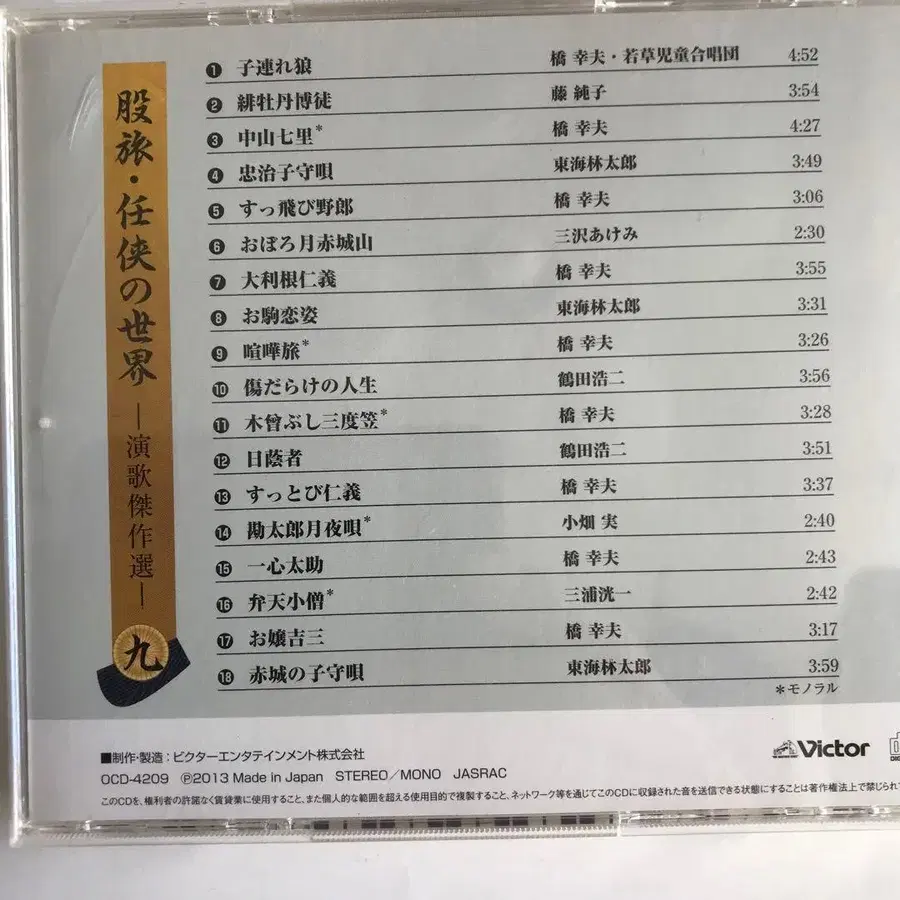 股旅・任侠の世界
―演歌傑作選―
九
❶ 子連れ狼 橋 幸夫・若草児童合唱団 4:52
❷ 緋牡丹博徒 藤 純子 3:54
❸ 中山七里* 橋 幸夫 4:27
❹ 忠治子守唄 東海林太郎 3:49
❺ すっ飛び野郎 橋 幸夫 3:06
❻ おぼろ月赤城山 三沢あけみ 2:30
❼ 大利根仁義 橋 幸夫 3:55
❽ お駒恋姿 東海林太郎 3:31
❾ 喧嘩旅* 橋 幸夫 3:26
❿ 傷だらけの人生 鶴田浩二 3:56
⓫ 木曾ぶし三度笠* 橋 幸夫 3:28
⓬ 日蔭者 鶴田浩二 3:51
⓭ すっとび仁義 橋 幸夫 3:37
⓮ 勘太郎月夜唄* 小畑 実 2:40
⓯ 一心太助 橋 幸夫 2:43
⓰ 弁天小僧* 三浦洸一 2:42
⓱ お嬢吉三 橋 幸夫 3:17
⓲ 赤城の子守唄 東海林太郎 3:59
*モノラル
■制作・製造：ビクターエンタテインメント株式会社
OCD-4209 Ⓟ2013 Made in Japan STEREO／MONO JASRAC
Victor
このCDを、権利者の許諾なく賃貸業に使用すること、また個人的な範囲を超える使用目的で複製すること、ネットワーク等を通じてこのCDに収録された音を送信できる状態にすることは著作権法上で禁じられて